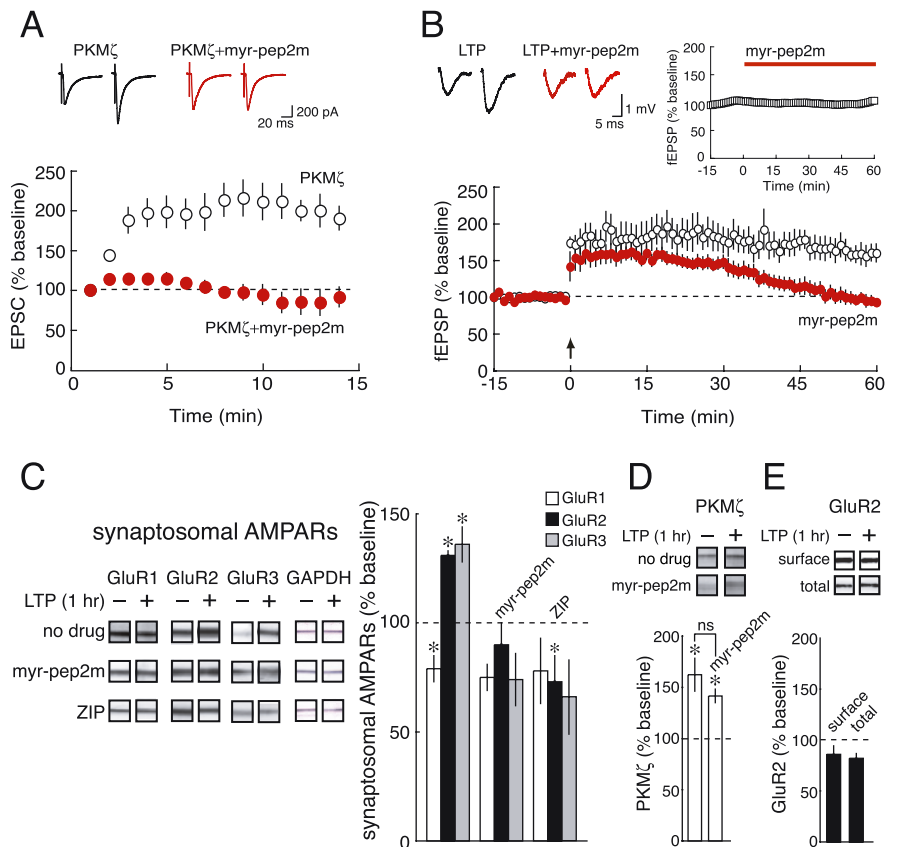 A
PKMζ
PKMζ+myr-pep2m
200 pA
20 ms
EPSC (% baseline)
250
200
150
100
50
0
PKMζ
PKMζ+myr-pep2m
0
5
10
15
Time (min)
B
LTP
LTP+myr-pep2m
1 mV
5 ms
fEPSP (% baseline)
200
150
100
50
0
myr-pep2m
-15
0
15
30
45
60
Time (min)
fEPSP (% baseline)
250
200
150
100
50
0
myr-pep2m
-15
0
15
30
45
60
Time (min)
C
synaptosomal AMPARs
GluR1 GluR2 GluR3 GAPDH
LTP (1 hr) − + − + − + − +
no drug
myr-pep2m
ZIP
synaptosomal AMPARs (% baseline)
150
100
50
0
GluR1
GluR2
GluR3
*
*
*
myr-pep2m
ZIP
*
D
PKMζ
LTP (1 hr) − +
no drug
myr-pep2m
PKMζ (% baseline)
200
150
100
50
0
ns
*
*
myr-pep2m
E
GluR2
LTP (1 hr) − +
surface
total
GluR2 (% baseline)
200
150
100
50
0
surface
total